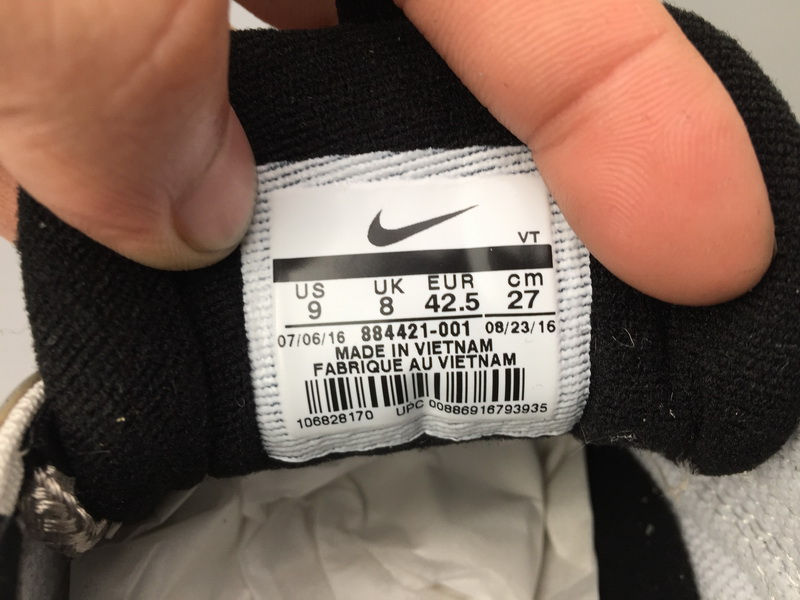 VT
US UK EUR cm
9 8 42.5 27
07/06/16 884421-001 08/23/16
MADE IN VIETNAM
FABRIQUE AU VIETNAM
106828170 UPC 00886916793935